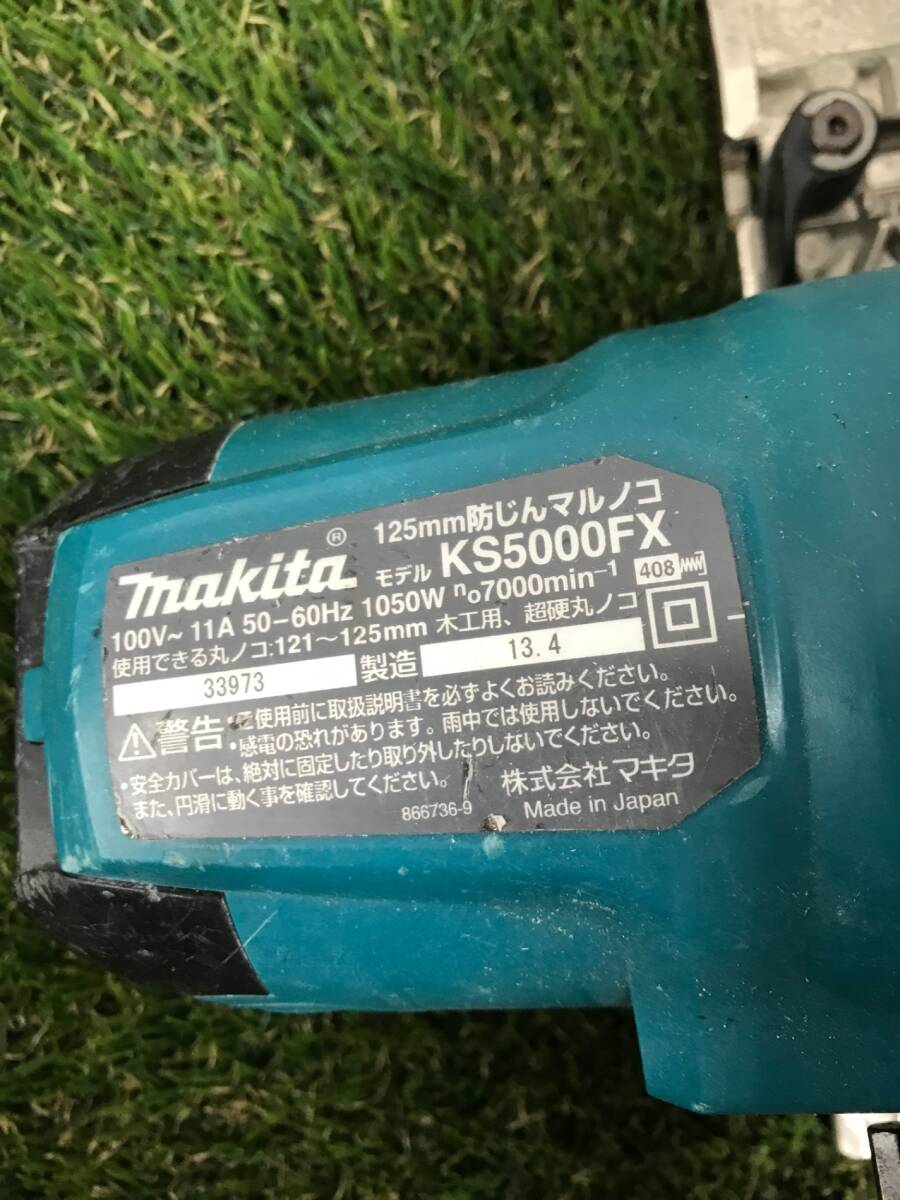 makita®
125mm防じんマルノコ
モデル KS5000FX
100V~ 11A 50-60Hz 1050W no7000min-1
408
使用できる丸ノコ:121~125mm 木工用、超硬丸ノコ
33973 製造 13.4
警告 ・ご使用前に取扱説明書を必ずよくお読みください。
・感電の恐れがあります。雨中では使用しないでください。
・安全カバーは、絶対に固定したり取り外したりしないでください。
また、円滑に動く事を確認してください。
866736-9
株式会社 マキタ
Made in Japan